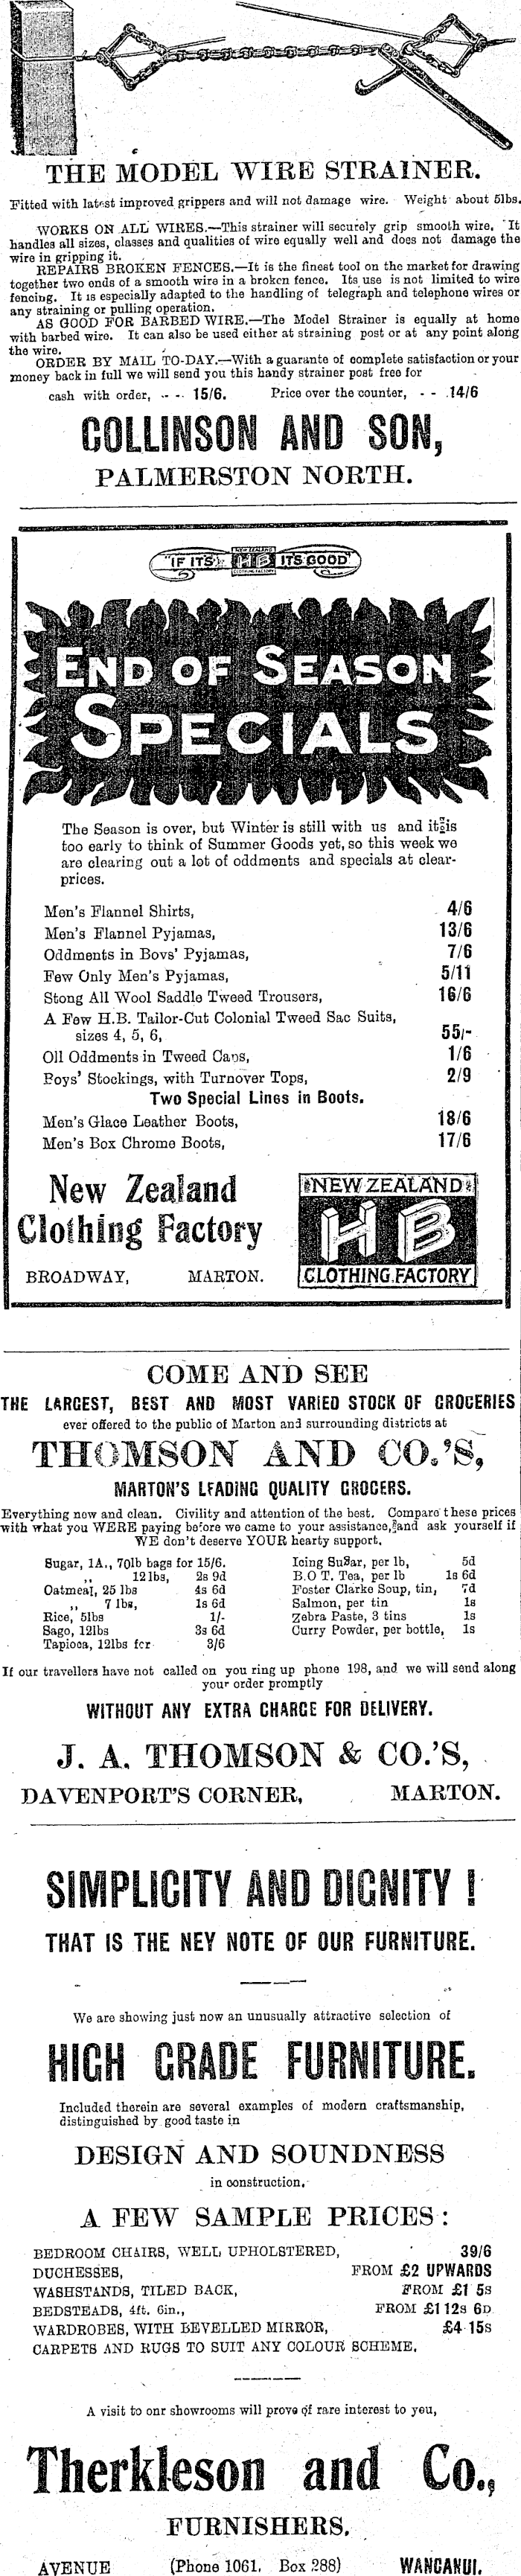 THE MODEL WIRE STRAINER.
Fitted with latest improved grippers and will not damage wire. Weight about 5lbs.
WORKS ON ALL WIRES.—This strainer will securely grip smooth wire. It
handles all sizes, classes and qualities of wire equally well and does not damage the
wire in gripping it.
REPAIRS BROKEN FENCES.—It is the finest tool on the market for drawing
together two ends of a smooth wire in a broken fence. Its use is not limited to wire
fencing. It is especially adapted to the handling of telegraph and telephone wires or
any straining or pulling operation.
AS GOOD FOR BARBED WIRE.—The Model Strainer is equally at home
with barbed wire. It can also be used either at straining post or at any point along
the wire.
ORDER BY MAIL TO-DAY.—With a guarante of complete satisfaction or your
money back in full we will send you this handy strainer post free for
cash with order, - - 15/6. Price over the counter, - - 14/6
COLLINSON AND SON,
PALMERSTON NORTH.
"IF IT'S NEW ZEALAND HB CLOTHING FACTORY IT'S GOOD"
END OF SEASON
SPECIALS
The Season is over, but Winter is still with us and it is
too early to think of Summer Goods yet, so this week we
are clearing out a lot of oddments and specials at clear-
prices.
Men's Flannel Shirts, 4/6
Men's Flannel Pyjamas, 13/6
Oddments in Boys' Pyjamas, 7/6
Few Only Men's Pyjamas, 5/11
Stong All Wool Saddle Tweed Trousers, 16/6
A Few H.B. Tailor-Cut Colonial Tweed Sac Suits,
sizes 4, 5, 6, 55/-
Oll Oddments in Tweed Caps, 1/6
Boys' Stockings, with Turnover Tops, 2/9
Two Special Lines in Boots.
Men's Glace Leather Boots, 18/6
Men's Box Chrome Boots, 17/6
New Zealand
Clothing Factory
BROADWAY, MARTON.
NEW ZEALAND
HB
CLOTHING FACTORY
COME AND SEE
THE LARGEST, BEST AND MOST VARIED STOCK OF GROCERIES
ever offered to the public of Marton and surrounding districts at
THOMSON AND CO.'S,
MARTON'S LEADING QUALITY GROCERS.
Everything new and clean. Civility and attention of the best. Compare these prices
with what you WERE paying before we came to your assistance, and ask yourself if
WE don't deserve YOUR hearty support.
Sugar, 1A., 70lb bags for 15/6.
,, 12lbs, 2s 9d
Oatmeal, 25 lbs 4s 6d
,, 7 lbs, 1s 6d
Rice, 5lbs 1/-
Sago, 12lbs 3s 6d
Tapioca, 12lbs fcr 3/6
Icing Sugar, per lb, 5d
B.O T. Tea, per lb 1s 6d
Foster Clarke Soup, tin, 7d
Salmon, per tin 1s
Zebra Paste, 3 tins 1s
Curry Powder, per bottle, 1s
If our travellers have not called on you ring up phone 198, and we will send along
your order promptly
WITHOUT ANY EXTRA CHARGE FOR DELIVERY.
J. A. THOMSON & CO.'S,
DAVENPORT'S CORNER, MARTON.
SIMPLICITY AND DIGNITY !
THAT IS THE NEY NOTE OF OUR FURNITURE.
We are showing just now an unusually attractive selection of
HIGH GRADE FURNITURE.
Included therein are several examples of modern craftsmanship,
distinguished by good taste in
DESIGN AND SOUNDNESS
in construction.
A FEW SAMPLE PRICES:
BEDROOM CHAIRS, WELL UPHOLSTERED, 39/6
DUCHESSES, FROM £2 UPWARDS
WASHSTANDS, TILED BACK, FROM £1 5s
BEDSTEADS, 4ft. 6in., FROM £1 12s 6D
WARDROBES, WITH BEVELLED MIRROR, £4 15s
CARPETS AND RUGS TO SUIT ANY COLOUR SCHEME.
A visit to onr showrooms will prove of rare interest to you,
Therkleson and Co.,
FURNISHERS.
AVENUE (Phone 1061. Box 288) WANGANUI.